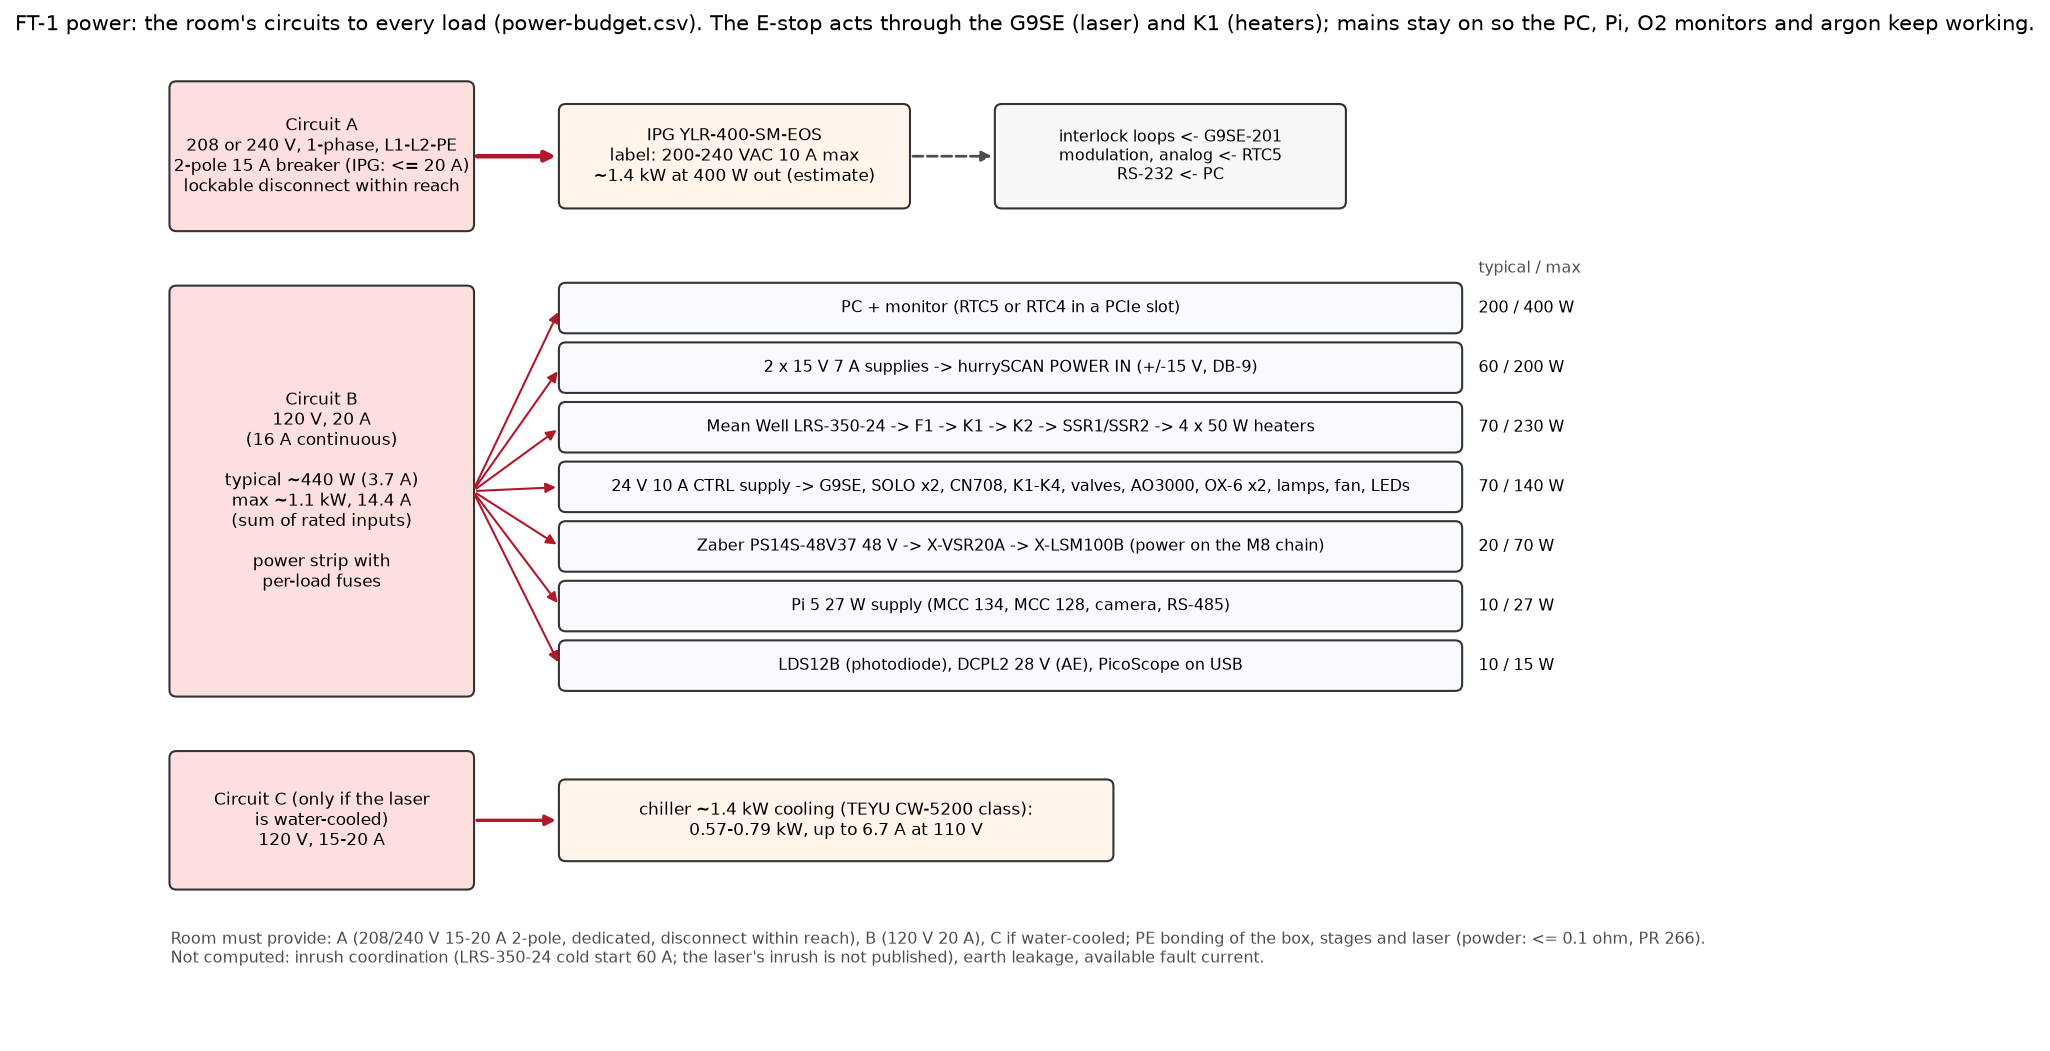 FT-1 power: the room's circuits to every load (power-budget.csv). The E-stop acts through the G9SE (laser) and K1 (heaters); mains stay on so the PC, Pi, O2 monitors and argon keep working.
Circuit A
208 or 240 V, 1-phase, L1-L2-PE
2-pole 15 A breaker (IPG: <= 20 A)
lockable disconnect within reach
IPG YLR-400-SM-EOS
label: 200-240 VAC 10 A max
~1.4 kW at 400 W out (estimate)
interlock loops <- G9SE-201
modulation, analog <- RTC5
RS-232 <- PC
typical / max
Circuit B
120 V, 20 A
(16 A continuous)
typical ~440 W (3.7 A)
max ~1.1 kW, 14.4 A
(sum of rated inputs)
power strip with
per-load fuses
PC + monitor (RTC5 or RTC4 in a PCIe slot)
200 / 400 W
2 x 15 V 7 A supplies -> hurrySCAN POWER IN (+/-15 V, DB-9)
60 / 200 W
Mean Well LRS-350-24 -> F1 -> K1 -> K2 -> SSR1/SSR2 -> 4 x 50 W heaters
70 / 230 W
24 V 10 A CTRL supply -> G9SE, SOLO x2, CN708, K1-K4, valves, AO3000, OX-6 x2, lamps, fan, LEDs
70 / 140 W
Zaber PS14S-48V37 48 V -> X-VSR20A -> X-LSM100B (power on the M8 chain)
20 / 70 W
Pi 5 27 W supply (MCC 134, MCC 128, camera, RS-485)
10 / 27 W
LDS12B (photodiode), DCPL2 28 V (AE), PicoScope on USB
10 / 15 W
Circuit C (only if the laser
is water-cooled)
120 V, 15-20 A
chiller ~1.4 kW cooling (TEYU CW-5200 class):
0.57-0.79 kW, up to 6.7 A at 110 V
Room must provide: A (208/240 V 15-20 A 2-pole, dedicated, disconnect within reach), B (120 V 20 A), C if water-cooled; PE bonding of the box, stages and laser (powder: <= 0.1 ohm, PR 266).
Not computed: inrush coordination (LRS-350-24 cold start 60 A; the laser's inrush is not published), earth leakage, available fault current.